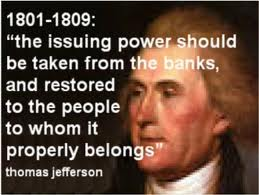 1801-1809:
“the issuing power should
be taken from the banks,
and restored
to the people
to whom it
properly belongs”
thomas jefferson